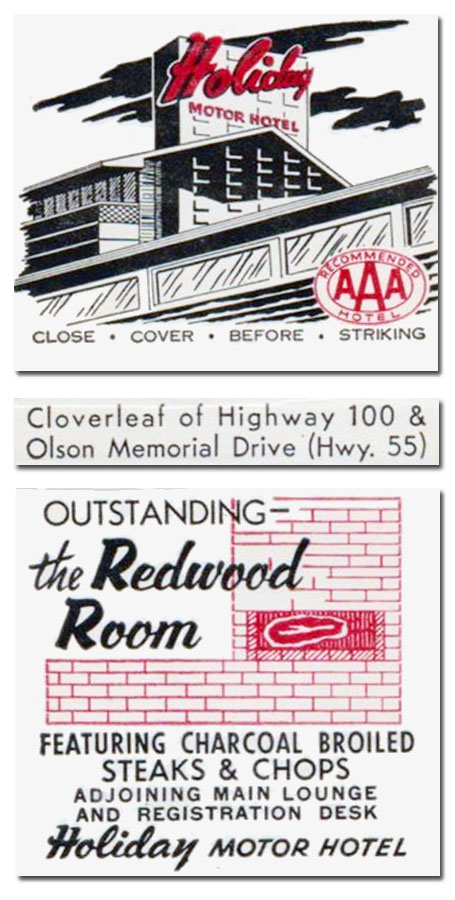 Holiday
MOTOR HOTEL
RECOMMENDED
AAA
HOTEL
CLOSE • COVER • BEFORE • STRIKING
Cloverleaf of Highway 100 &
Olson Memorial Drive (Hwy. 55)
OUTSTANDING—
the Redwood
Room
FEATURING CHARCOAL BROILED
STEAKS & CHOPS
ADJOINING MAIN LOUNGE
AND REGISTRATION DESK
Holiday MOTOR HOTEL